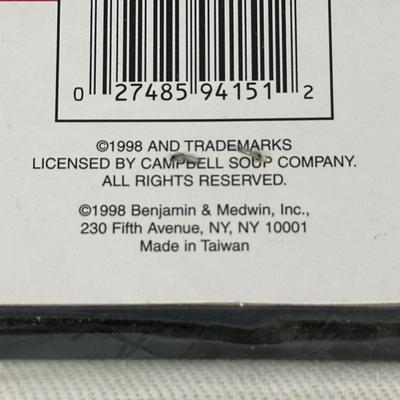 0 27485 94151 2
©1998 AND TRADEMARKS
LICENSED BY CAMPBELL SOUP COMPANY.
ALL RIGHTS RESERVED.
©1998 Benjamin & Medwin, Inc.,
230 Fifth Avenue, NY, NY 10001
Made in Taiwan